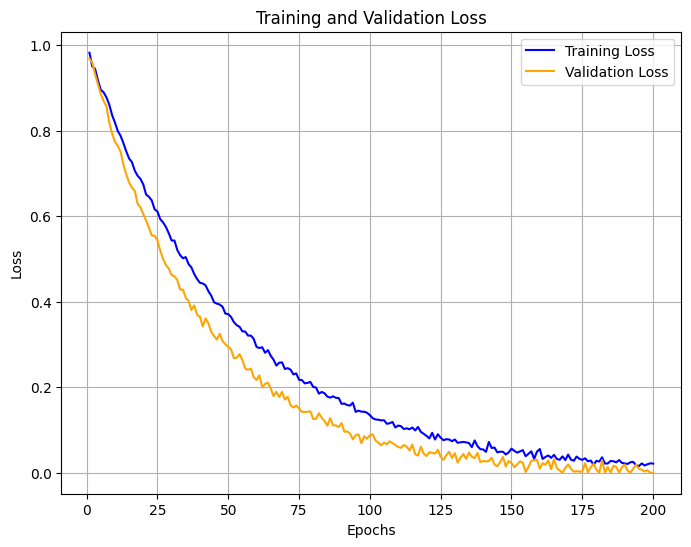 Training and Validation Loss
Training Loss
Validation Loss
1.0
0.8
0.6
0.4
0.2
0.0
Loss
0 25 50 75 100 125 150 175 200
Epochs